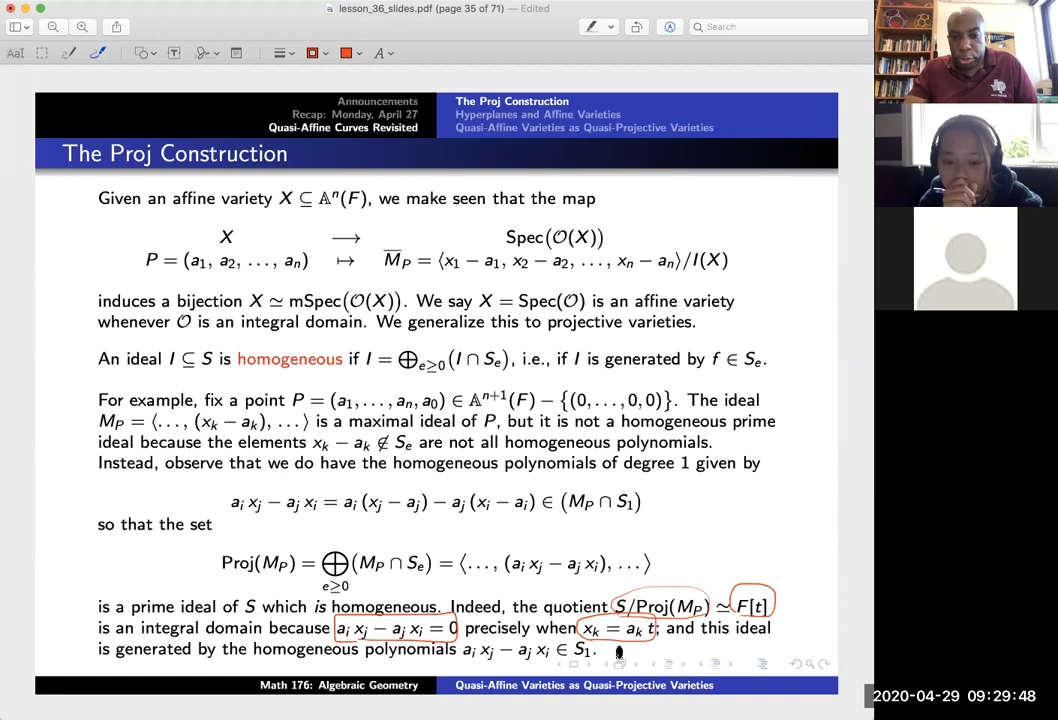 lesson_36_slides.pdf (page 35 of 71) — Edited
Search
Announcements
Recap: Monday, April 27
Quasi-Affine Curves Revisited
The Proj Construction
Hyperplanes and Affine Varieties
Quasi-Affine Varieties as Quasi-Projective Varieties
The Proj Construction
Given an affine variety X ⊆ 𝔸ⁿ(F), we make seen that the map
X ⟶ Spec(𝒪(X))
P = (a₁, a₂, . . . , aₙ) ↦ M̅_P = ⟨x₁ − a₁, x₂ − a₂, . . . , xₙ − aₙ⟩/I(X)
induces a bijection X ≃ mSpec(𝒪(X)). We say X = Spec(𝒪) is an affine variety
whenever 𝒪 is an integral domain. We generalize this to projective varieties.
An ideal I ⊆ S is homogeneous if I = ⊕_{e≥0}(I ∩ S_e), i.e., if I is generated by f ∈ S_e.
For example, fix a point P = (a₁, . . . , aₙ, a₀) ∈ 𝔸ⁿ⁺¹(F) − {(0, . . . , 0, 0)}. The ideal
M_P = ⟨. . . , (x_k − a_k), . . . ⟩ is a maximal ideal of P, but it is not a homogeneous prime
ideal because the elements x_k − a_k ∉ S_e are not all homogeneous polynomials.
Instead, observe that we do have the homogeneous polynomials of degree 1 given by
a_i x_j − a_j x_i = a_i (x_j − a_j) − a_j (x_i − a_i) ∈ (M_P ∩ S₁)
so that the set
Proj(M_P) = ⊕_{e≥0} (M_P ∩ S_e) = ⟨. . . , (a_i x_j − a_j x_i), . . . ⟩
is a prime ideal of S which is homogeneous. Indeed, the quotient S/Proj(M_P) ≃ F[t]
is an integral domain because a_i x_j − a_j x_i = 0 precisely when x_k = a_k t; and this ideal
is generated by the homogeneous polynomials a_i x_j − a_j x_i ∈ S₁.
Math 176: Algebraic Geometry
Quasi-Affine Varieties as Quasi-Projective Varieties
2020-04-29 09:29:48